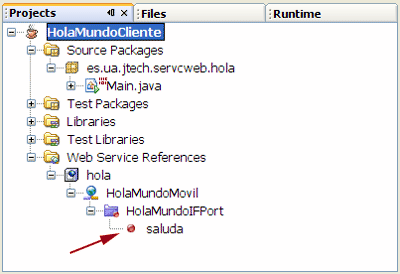 Projects
Files
Runtime
HolaMundoCliente
Source Packages
es.ua.jtech.servcweb.hola
Main.java
Test Packages
Libraries
Test Libraries
Web Service References
hola
HolaMundoMovil
HolaMundoIFPort
saluda